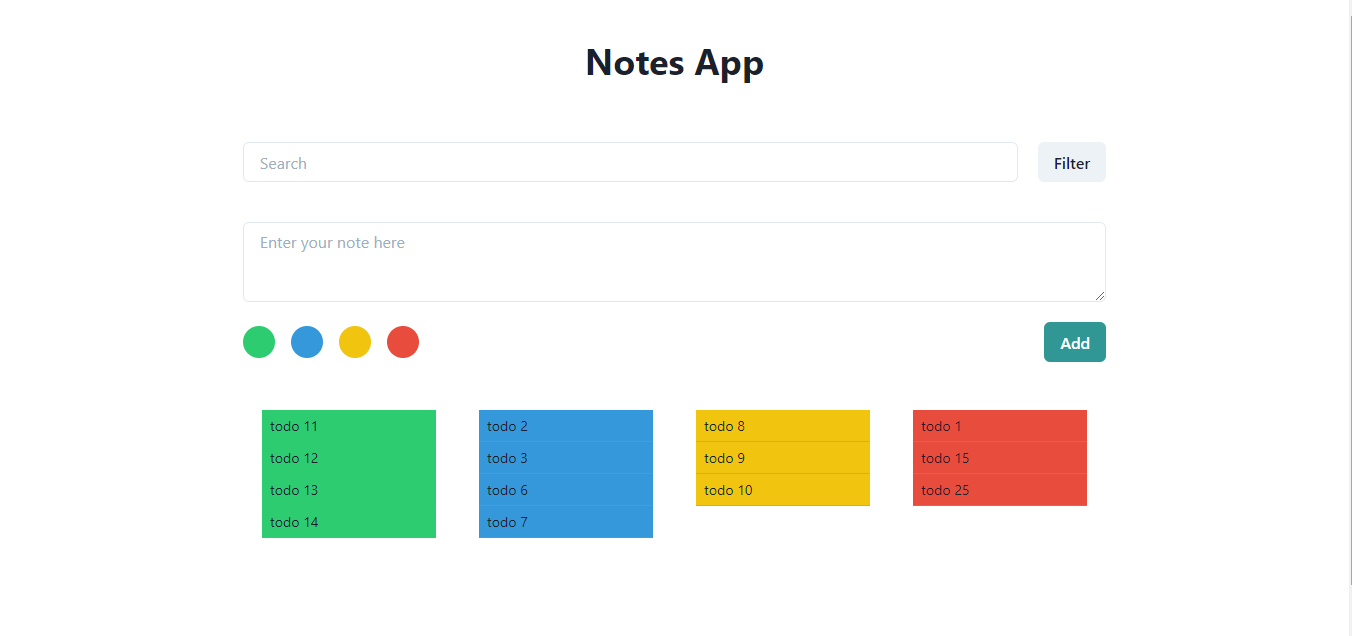 Notes App
Search
Filter
Enter your note here
Add
todo 11
todo 12
todo 13
todo 14
todo 2
todo 3
todo 6
todo 7
todo 8
todo 9
todo 10
todo 1
todo 15
todo 25